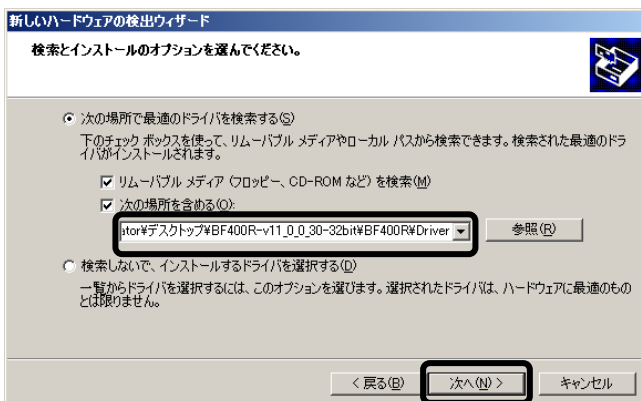 新しいハードウェアの検出ウィザード
検索とインストールのオプションを選んでください。
次の場所で最適のドライバを検索する(S)
下のチェック ボックスを使って、リムーバブル メディアやローカル パスから検索できます。検索された最適のドラ
イバがインストールされます。
リムーバブル メディア (フロッピー、CD-ROM など) を検索(M)
次の場所を含める(O):
ator¥デスクトップ¥BF400R-v11_0_0_30-32bit¥BF400R¥Driver
参照(R)
検索しないで、インストールするドライバを選択する(D)
一覧からドライバを選択するには、このオプションを選びます。選択されたドライバは、ハードウェアに最適のもの
とは限りません。
< 戻る(B)
次へ(N) >
キャンセル